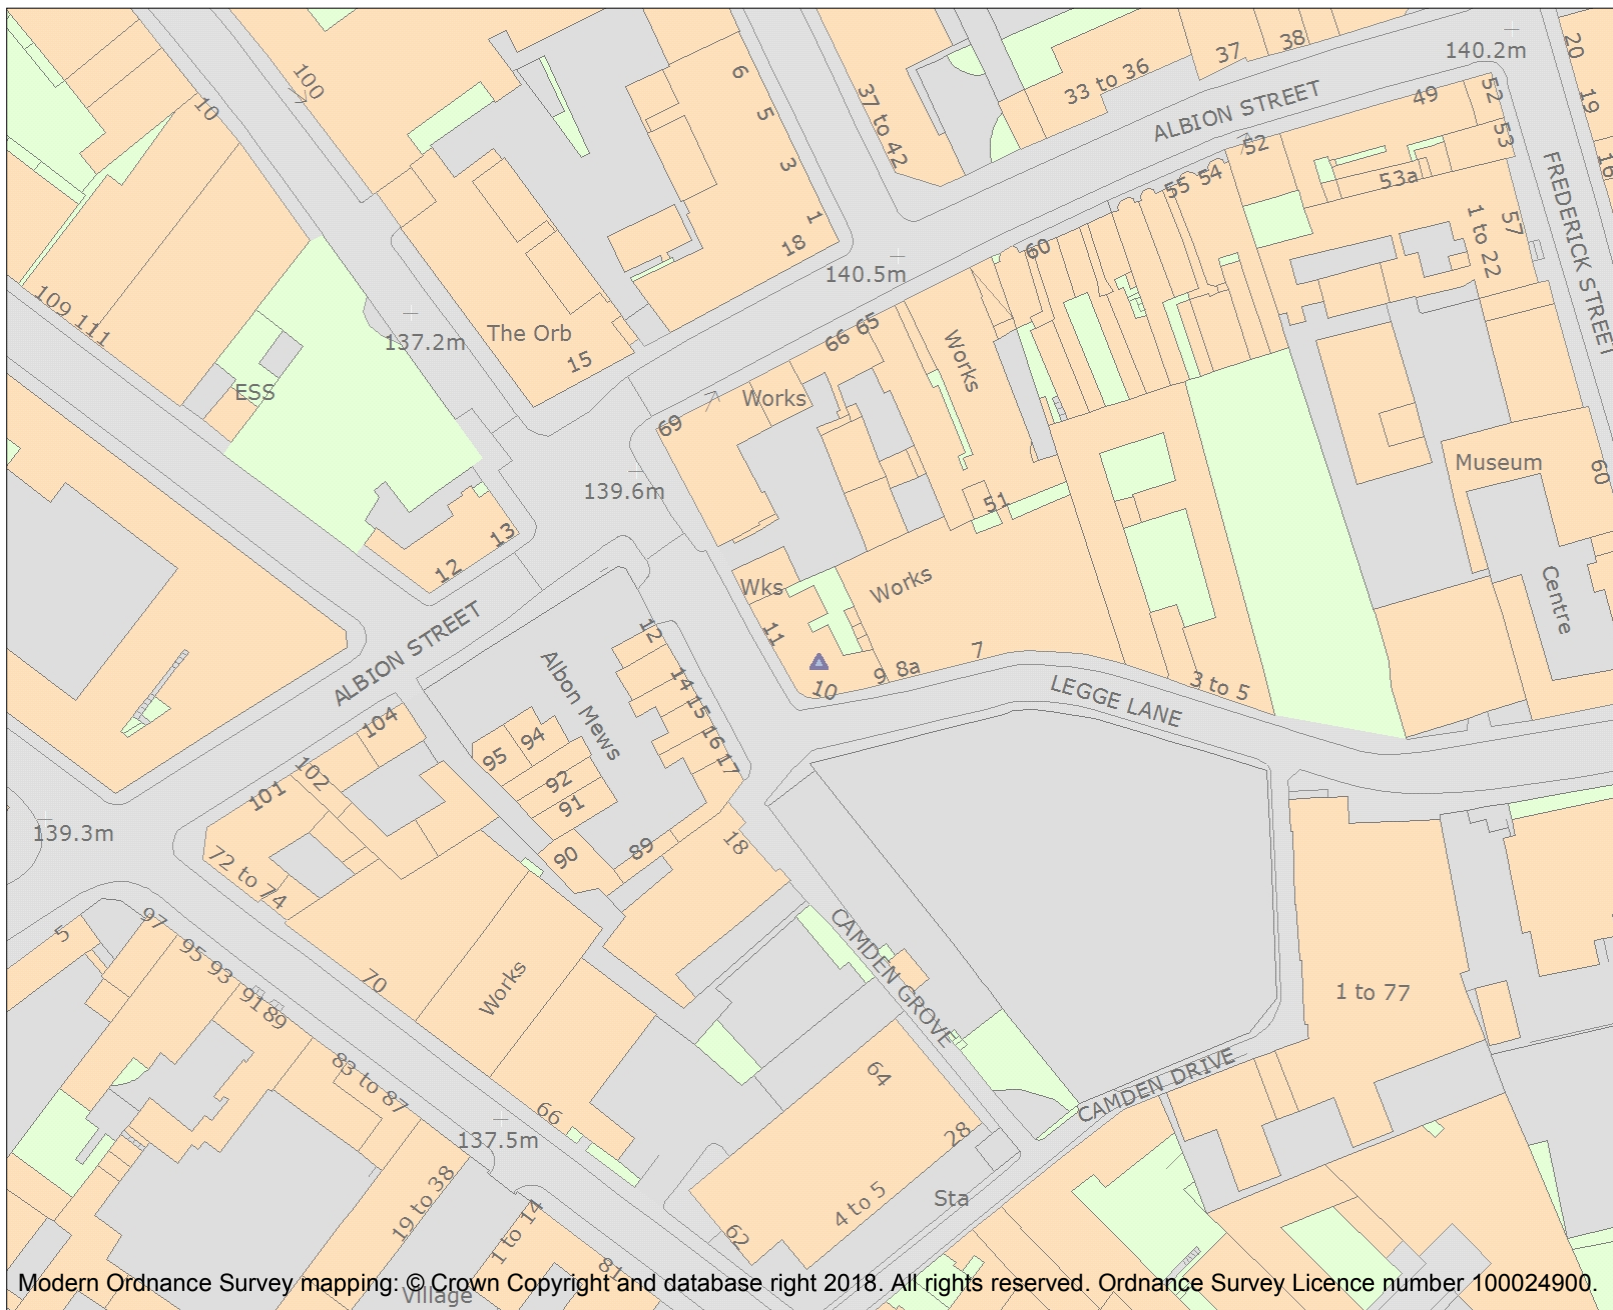 10
100
6
5
3
1
18
37 to 42
33 to 36
37
38
ALBION STREET
140.2m
20
19
16
49
52
53
52
53a
54
55
57
1 to 22
FREDERICK STREET
60
140.5m
109 111
137.2m
The Orb
15
ESS
66 65
Works
Works
69
139.6m
51
Museum
60
Centre
13
12
Wks
Works
11
10
9
8a
7
LEGGE LANE
3 to 5
ALBION STREET
Albon Mews
12
14
15
16
17
104
102
101
95
94
92
91
90
89
18
139.3m
72 to 74
97
95
93
91
89
5
70
Works
CAMDEN GROVE
1 to 77
83 to 87
66
137.5m
64
28
CAMDEN DRIVE
4 to 5
Sta
62
19 to 38
1 to 14
81
Village
Modern Ordnance Survey mapping: © Crown Copyright and database right 2018. All rights reserved. Ordnance Survey Licence number 100024900.